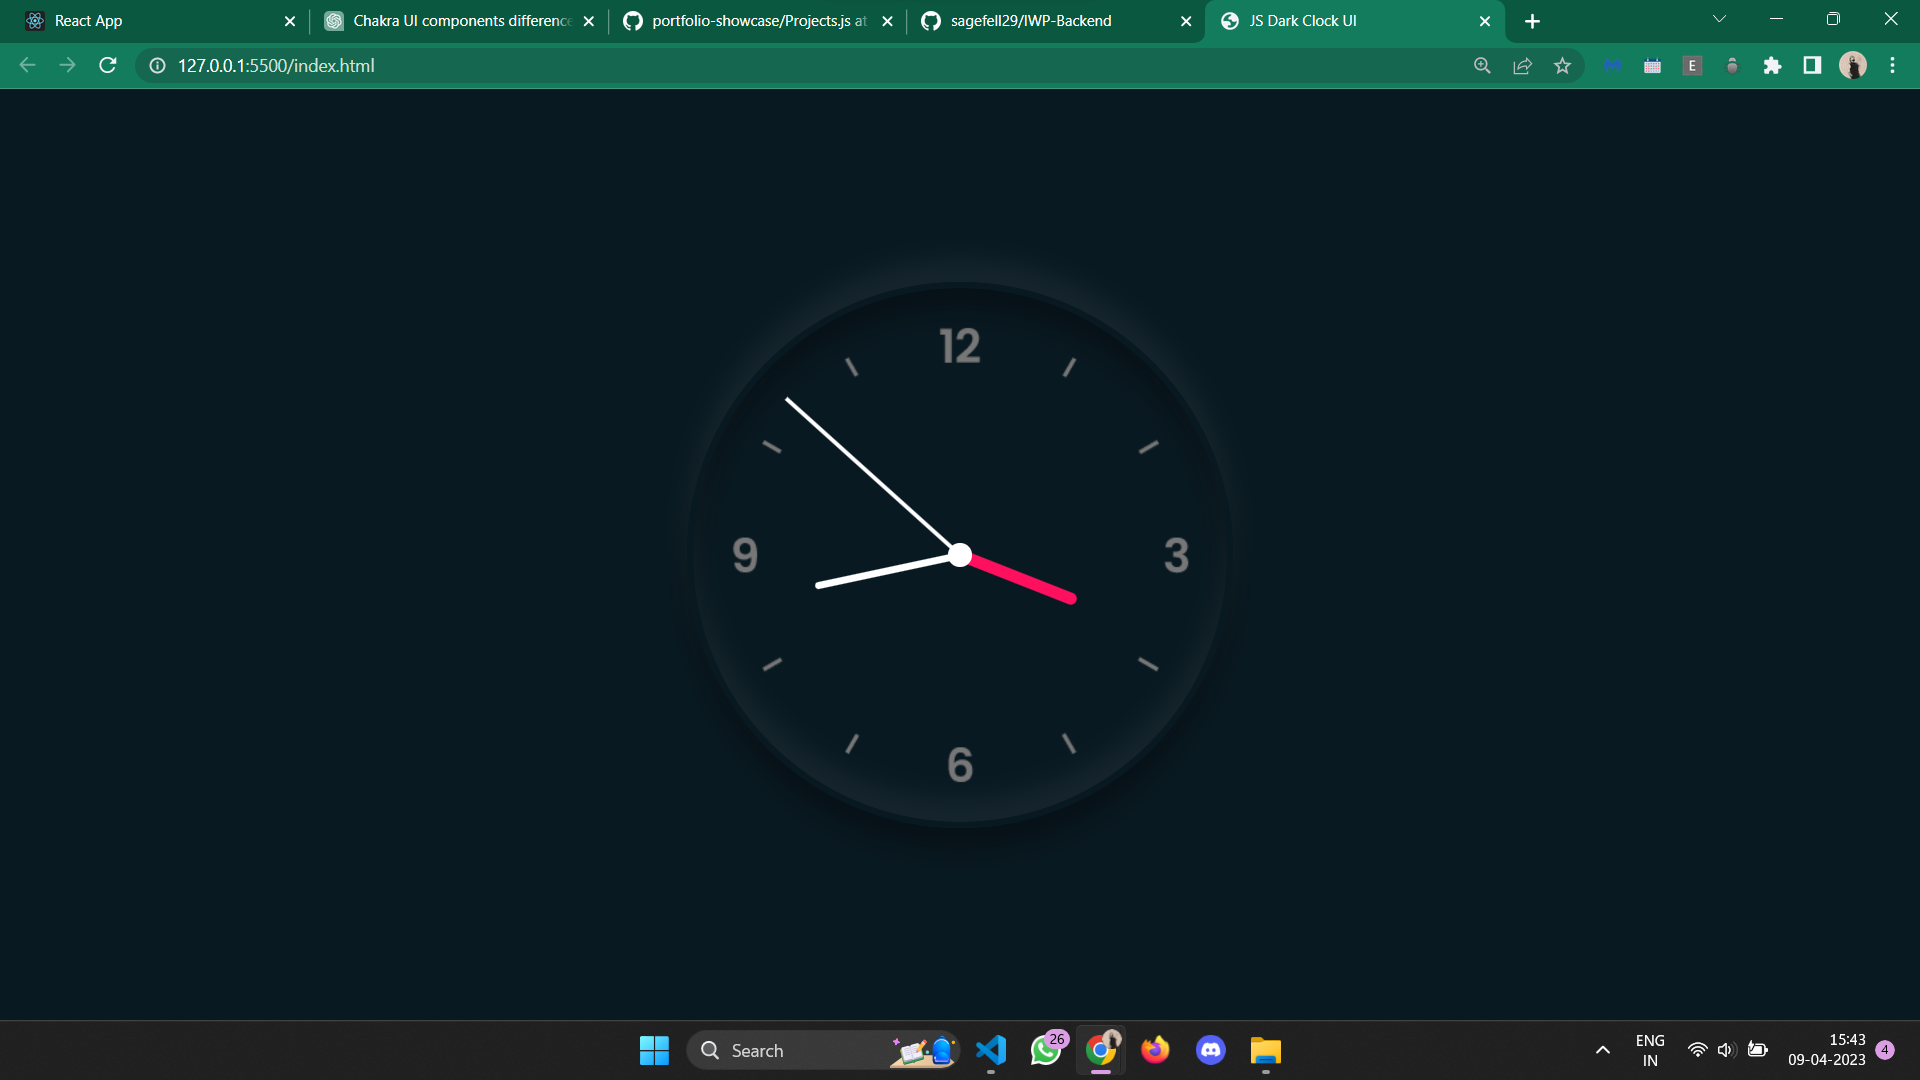 React App
Chakra UI components difference
portfolio-showcase/Projects.js at
sagefell29/IWP-Backend
JS Dark Clock UI
127.0.0.1:5500/index.html
E
12
9
3
6
Search
26
ENG
IN
15:43
09-04-2023
4